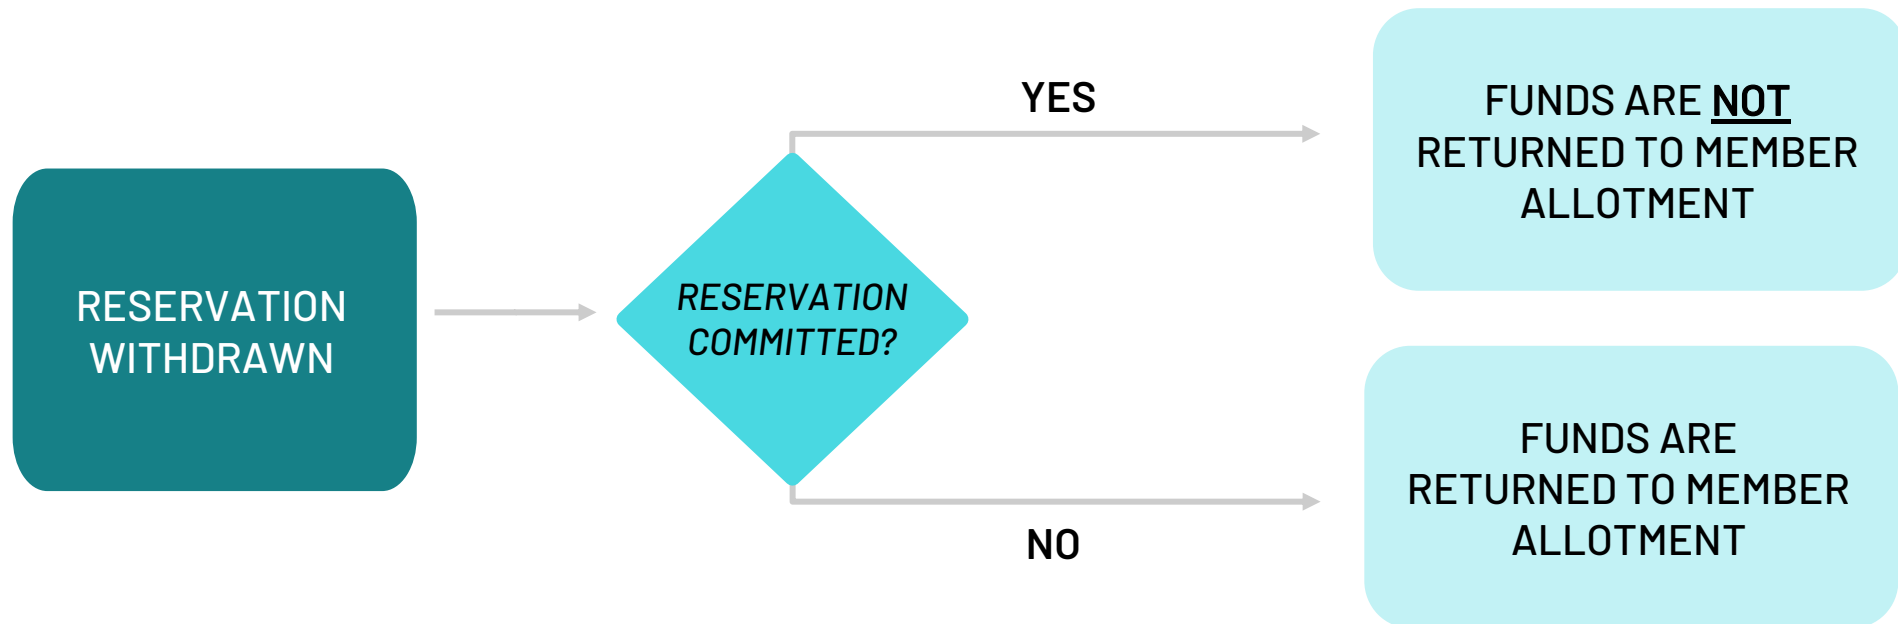 RESERVATION
WITHDRAWN
RESERVATION
COMMITTED?
YES
FUNDS ARE NOT
RETURNED TO MEMBER
ALLOTMENT
NO
FUNDS ARE
RETURNED TO MEMBER
ALLOTMENT